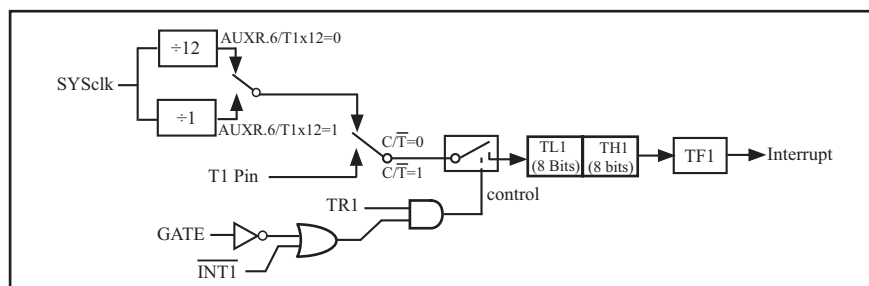 ÷12
AUXR.6/T1x12=0
SYSclk
÷1
AUXR.6/T1x12=1
C/T̅=0
C/T̅=1
T1 Pin
TL1
(8 Bits)
TH1
(8 bits)
TF1
Interrupt
control
TR1
GATE
I̅N̅T̅1̅